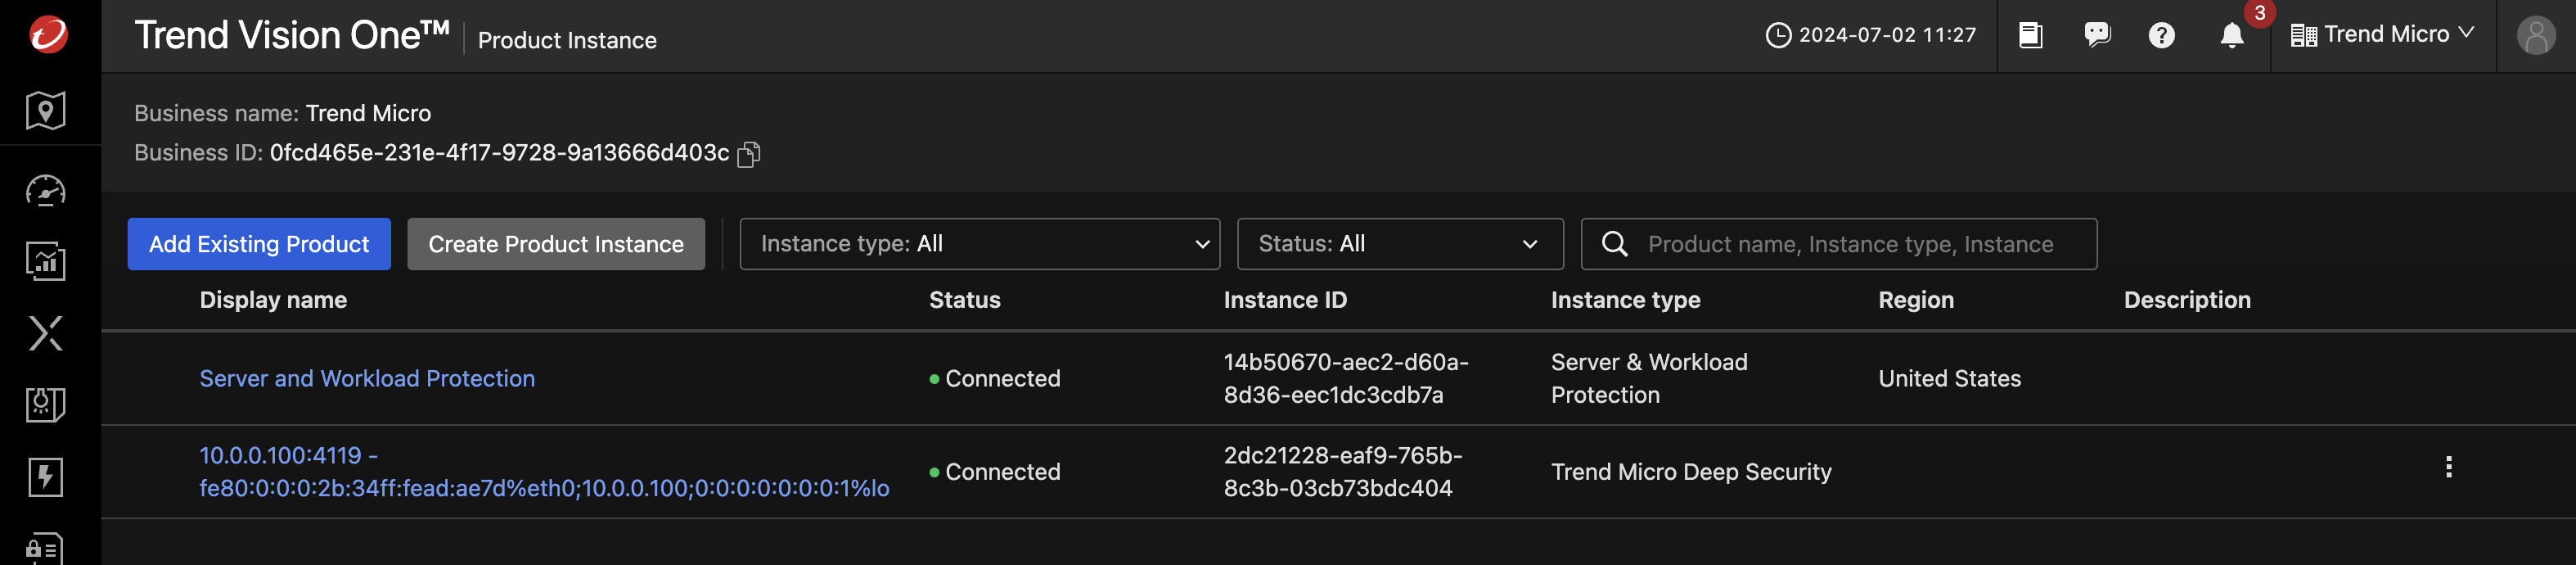 Trend Vision One™ Product Instance
2024-07-02 11:27
3
Trend Micro
Business name: Trend Micro
Business ID: 0fcd465e-231e-4f17-9728-9a13666d403c
Add Existing Product
Create Product Instance
Instance type: All
Status: All
Product name, Instance type, Instance
Display name Status Instance ID Instance type Region Description
Server and Workload Protection
Connected
14b50670-aec2-d60a-
8d36-eec1dc3cdb7a
Server & Workload
Protection
United States
10.0.0.100:4119 -
fe80:0:0:0:2b:34ff:fead:ae7d%eth0;10.0.0.100;0:0:0:0:0:0:0:1%lo
Connected
2dc21228-eaf9-765b-
8c3b-03cb73bdc404
Trend Micro Deep Security